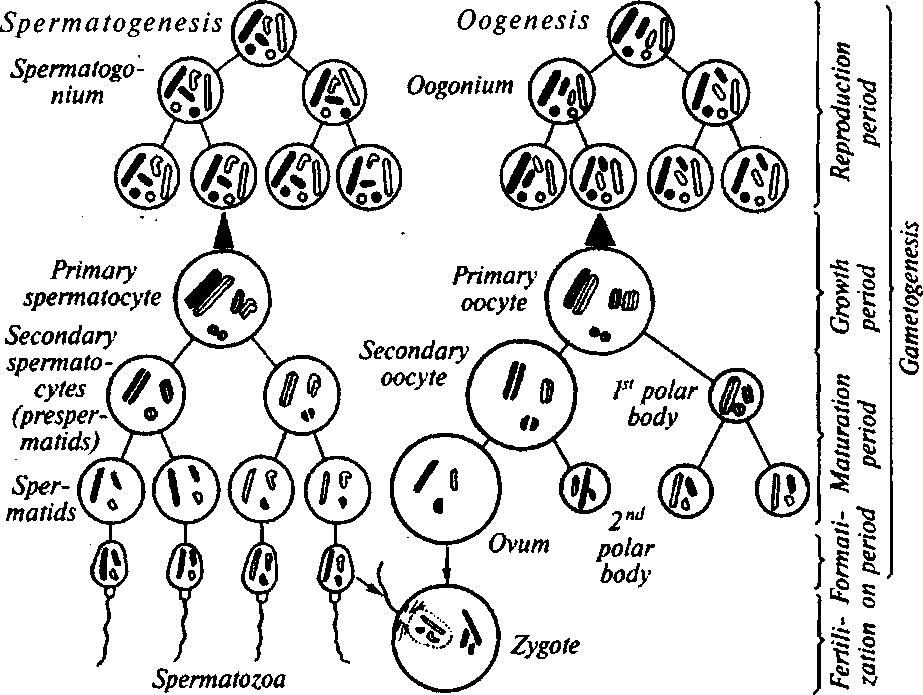 Spermatogenesis
Oogenesis
Spermatogo-
nium
Oogonium
Primary
spermatocyte
Primary
oocyte
Secondary
spermato-
cytes
(presper-
matids)
Secondary
oocyte
1st polar
body
Sper-
matids
Ovum
2nd
polar
body
Spermatozoa
Zygote
Reproduction
period
Growth
period
Maturation
period
Formati-
on period
Fertili-
zation
Gametogenesis